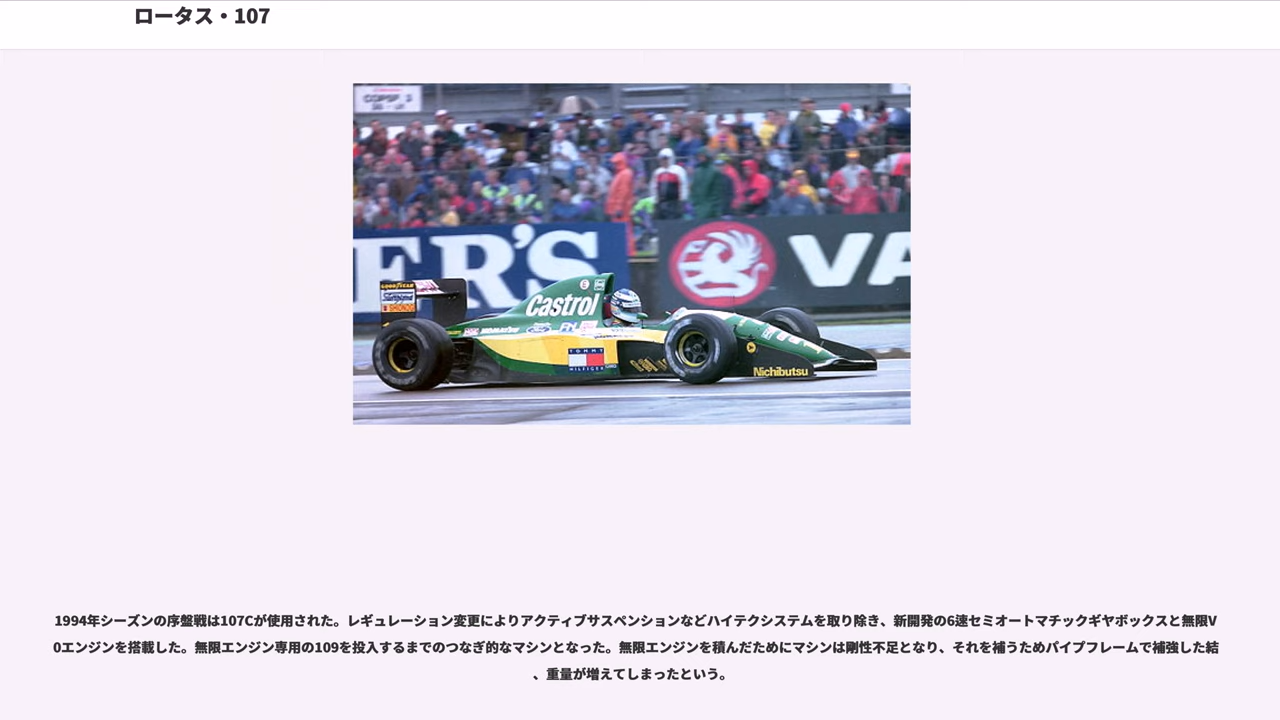 ロータス・107
COPSE 3
ER'S
VA
GOODYEAR
Castrol
KOMATSU
Ford
TOMMY
HILFIGER
Nichibutsu
1994年シーズンの序盤戦は107Cが使用された。レギュレーション変更によりアクティブサスペンションなどハイテクシステムを取り除き、新開発の6速セミオートマチックギヤボックスと無限V
0エンジンを搭載した。無限エンジン専用の109を投入するまでのつなぎ的なマシンとなった。無限エンジンを積んだためにマシンは剛性不足となり、それを補うためパイプフレームで補強した結
、重量が増えてしまったという。